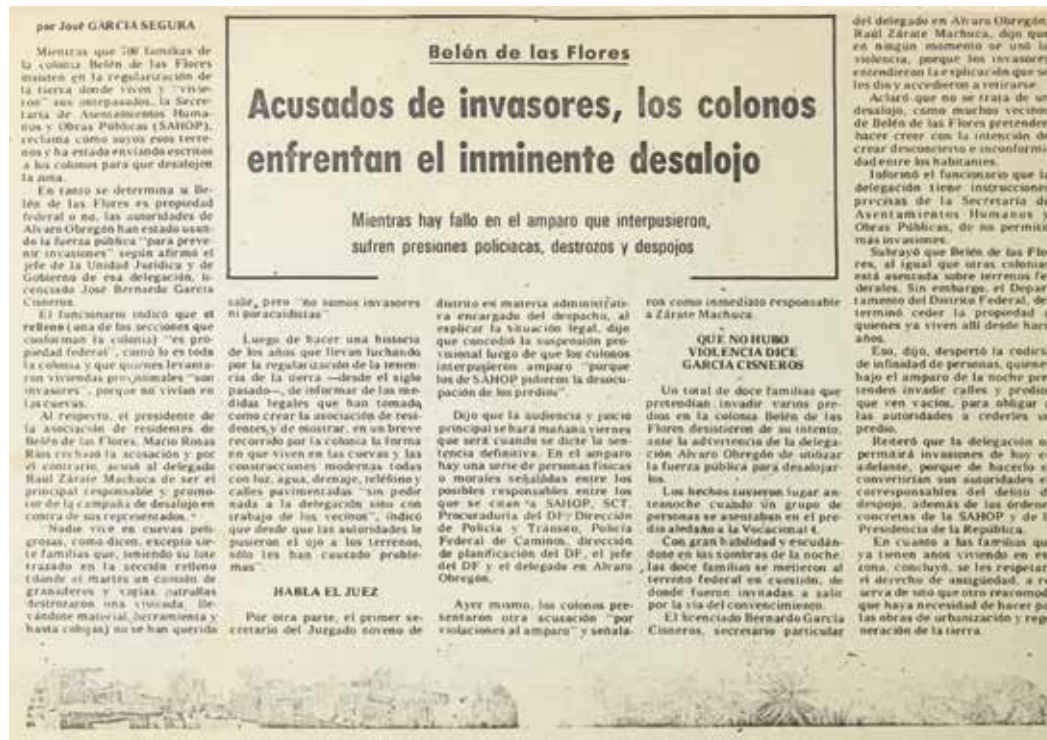 por José GARCIA SEGURA
Mientras que 700 familias de
la colonia Belén de las Flores
insisten en la regularización de
la tierra donde viven y "vivie-
ron" sus antepasados, la Secre-
taría de Asentamientos Huma-
nos y Obras Públicas (SAHOP),
reclama como suyos esos terre-
nos y ha estado enviando escritos
a los colonos para que desalojen
la zona.
En tanto se determina si Be-
lén de las Flores es propiedad
federal o no, las autoridades de
Alvaro Obregón han estado usan-
do la fuerza pública "para preve-
nir invasiones" según afirmó el
jefe de la Unidad Jurídica y de
Gobierno de esa delegación, li-
cenciado José Bernardo García
Cisneros.
El funcionario indicó que el
relleno (una de las secciones que
conforman la colonia) "es pro-
piedad federal", como lo es toda
la colonia y que quienes levanta-
ron viviendas provisionales "son
invasores", porque no vivían en
las cuevas.
Al respecto, el presidente de
la asociación de residentes de
Belén de las Flores, Mario Rosas
Rais rechazó la acusación y por
el contrario, acusó al delegado
Raúl Zárate Machuca de ser el
principal responsable y promo-
tor de la campaña de desalojo en
contra de sus representados.
"Nadie vive en cuevas peli-
grosas, como dicen, excepto sie-
te familias que, teniendo su lote
trazado en la sección relleno
(donde el martes un camión de
granaderos y varias patrullas
destrozaron una vivienda, lle-
vándose material, herramienta y
hasta cobijas) no se han querido
Belén de las Flores
Acusados de invasores, los colonos
enfrentan el inminente desalojo
Mientras hay fallo en el amparo que interpusieron,
sufren presiones policiacas, destrozos y despojos
salir, pero "no somos invasores
ni paracaidistas"
Luego de hacer una historia
de los años que llevan luchando
por la regularización de la tenen-
cia de la tierra —desde el siglo
pasado—, de informar de las me-
didas legales que han tomado
como crear la asociación de resi-
dentes y de mostrar, en un breve
recorrido por la colonia la forma
en que viven en las cuevas y las
construcciones modernas todas
con luz, agua, drenaje, teléfono y
calles pavimentadas "sin pedir
nada a la delegación sino con
trabajo de los vecinos", indicó
que desde que las autoridades le
pusieron el ojo a los terrenos,
sólo les han causado proble-
mas".
HABLA EL JUEZ
Por otra parte, el primer se-
cretario del Juzgado noveno de
distrito en materia administrati-
va encargado del despacho, al
explicar la situación legal, dijo
que concedió la suspensión pro-
visional luego de que los colonos
interpusieron amparo "porque
los de SAHOP pidieron la desocu-
pación de los predios".
Dijo que la audiencia y juicio
principal se hará mañana viernes
que será cuando se dicte la sen-
tencia definitiva. En el amparo
hay una serie de personas físicas
o morales señaladas entre los
posibles responsables entre los
que se citan a SAHOP, SCT,
Procuraduría del DF, Dirección
de Policía y Tránsito, Policía
Federal de Caminos, dirección
de planificación del DF, el jefe
del DF y el delegado en Alvaro
Obregón.
Ayer mismo, los colonos pre-
sentaron otra acusación "por
violaciones al amparo" y señala-
ron como inmediato responsable
a Zárate Machuca.
QUE NO HUBO
VIOLENCIA DICE
GARCIA CISNEROS
Un total de doce familias que
pretendían invadir varios pre-
dios en la colonia Belén de las
Flores desistieron de su intento,
ante la advertencia de la delega-
ción Alvaro Obregón de utilizar
la fuerza pública para desalojar-
los.
Los hechos tuvieron lugar an-
teanoche cuando un grupo de
personas se asentaban en el pre-
dio aledaño a la Vocacional 4.
Con gran habilidad y escudán-
dose en las sombras de la noche,
las doce familias se metieron al
terreno federal en cuestión, de
donde fueron invitadas a salir
por la vía del convencimiento.
El licenciado Bernardo García
Cisneros, secretario particular
del delegado en Alvaro Obregón,
Raúl Zárate Machuca, dijo que
en ningún momento se usó la
violencia, porque los invasores
entendieron la explicación que se
les dio y accedieron a retirarse.
Aclaró que no se trata de un
desalojo, como muchos vecinos
de Belén de las Flores pretenden
hacer creer con la intención de
crear desconcierto e inconformi-
dad entre los habitantes.
Informó el funcionario que la
delegación tiene instrucciones
precisas de la Secretaría de
Asentamientos Humanos y
Obras Públicas, de no permitir
más invasiones.
Subrayó que Belén de las Flo-
res, al igual que otras colonias
está asentada sobre terrenos fe-
derales. Sin embargo, el Depar-
tamento del Distrito Federal, de-
terminó ceder la propiedad a
quienes ya viven allí desde hace
años.
Eso, dijo, despertó la codicia
de infinidad de personas, quienes
bajo el amparo de la noche pre-
tenden invadir calles y predios
que ven vacíos, para obligar a
las autoridades a cederles un
predio.
Reiteró que la delegación no
permitirá invasiones de hoy en
adelante, porque de hacerlo se
convertirían sus autoridades en
corresponsables del delito de
despojo, además de las órdenes
concretas de la SAHOP y de la
Presidencia de la República.
En cuanto a las familias que
ya tienen años viviendo en esa
zona, concluyó, se les respetará
el derecho de antigüedad, a re-
serva de uno que otro reacomodo
que haya necesidad de hacer por
las obras de urbanización y rege-
neración de la tierra.